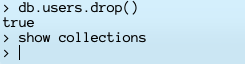 > db.users.drop()
true
> show collections
>